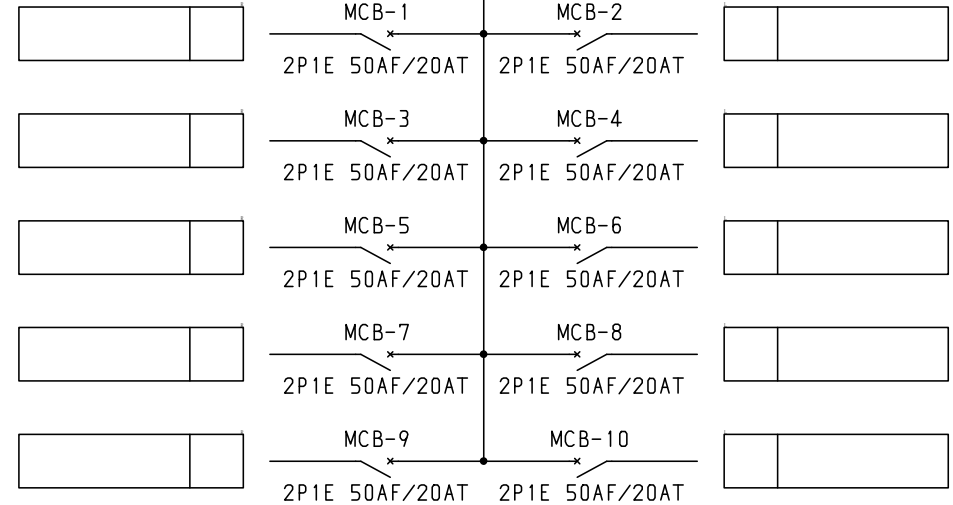 MCB-1 MCB-2
2P1E 50AF/20AT 2P1E 50AF/20AT
MCB-3 MCB-4
2P1E 50AF/20AT 2P1E 50AF/20AT
MCB-5 MCB-6
2P1E 50AF/20AT 2P1E 50AF/20AT
MCB-7 MCB-8
2P1E 50AF/20AT 2P1E 50AF/20AT
MCB-9 MCB-10
2P1E 50AF/20AT 2P1E 50AF/20AT